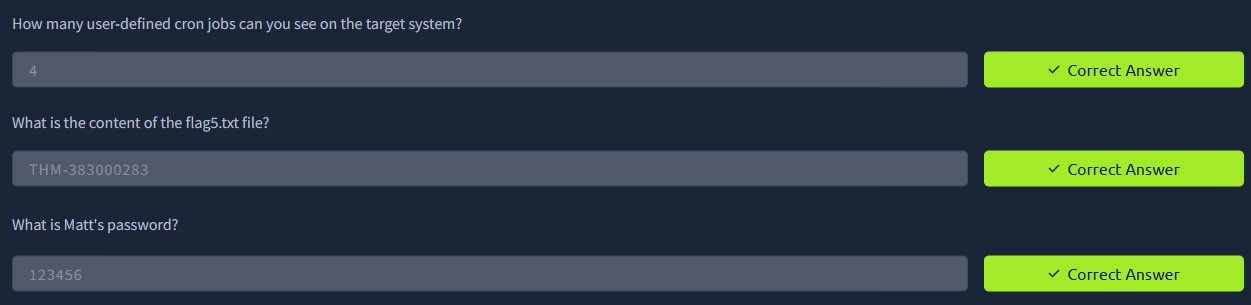 How many user-defined cron jobs can you see on the target system?
4
✓ Correct Answer
What is the content of the flag5.txt file?
THM-383000283
✓ Correct Answer
What is Matt's password?
123456
✓ Correct Answer